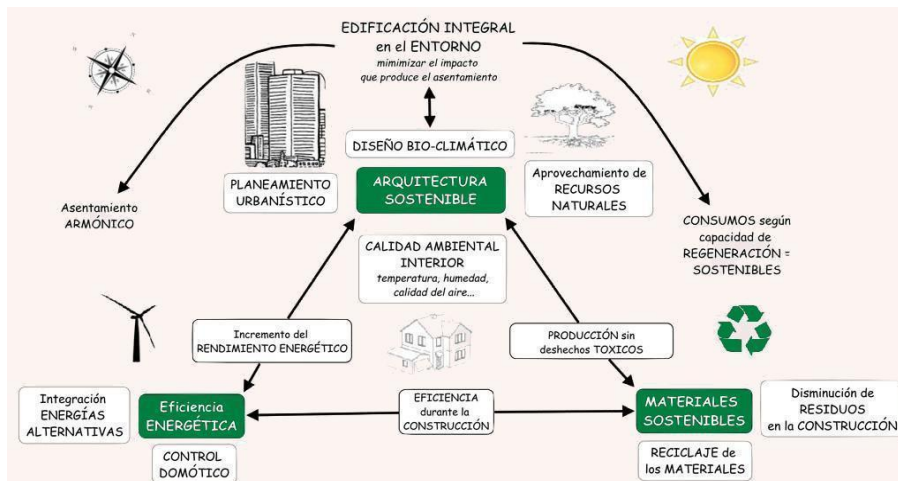 EDIFICACIÓN INTEGRAL
en el ENTORNO
mimimizar el impacto
que produce el asentamiento
DISEÑO BIO-CLIMÁTICO
PLANEAMIENTO
URBANÍSTICO
ARQUITECTURA
SOSTENIBLE
Aprovechamiento de
RECURSOS
NATURALES
Asentamiento
ARMÓNICO
CONSUMOS según
capacidad de
REGENERACIÓN =
SOSTENIBLES
CALIDAD AMBIENTAL
INTERIOR
temperatura, humedad,
calidad del aire...
Incremento del
RENDIMIENTO ENERGÉTICO
PRODUCCIÓN sin
deshechos TOXICOS
Integración
ENERGÍAS
ALTERNATIVAS
Eficiencia
ENERGÉTICA
EFICIENCIA
durante la
CONSTRUCCIÓN
MATERIALES
SOSTENIBLES
Disminución de
RESIDUOS
en la CONSTRUCCIÓN
CONTROL
DOMÓTICO
RECICLAJE de
los MATERIALES